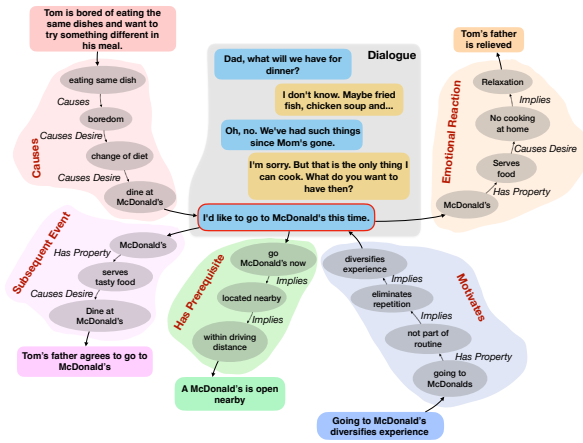 Tom is bored of eating the
same dishes and want to
try something different in
his meal.
eating same dish
Causes
boredom
Causes Desire
change of diet
Causes Desire
dine at
McDonald's
Causes
Dialogue
Dad, what will we have for
dinner?
I don't know. Maybe fried
fish, chicken soup and...
Oh, no. We've had such things
since Mom's gone.
I'm sorry. But that is the only thing I
can cook. What do you want to
have then?
I'd like to go to McDonald's this time.
Tom's father
is relieved
Relaxation
Implies
No cooking
at home
Causes Desire
Serves
food
Has Property
McDonald's
Emotional Reaction
Subsequent Event
McDonald's
Has Property
serves
tasty food
Causes Desire
Dine at
McDonald's
Tom's father agrees to go to
McDonald's
Has Prerequisite
go
McDonald's now
Implies
located nearby
Implies
within driving
distance
A McDonald's is open
nearby
diversifies
experience
Implies
eliminates
repetition
Implies
not part of
routine
Has Property
going to
McDonalds
Motivates
Going to McDonald's
diversifies experience